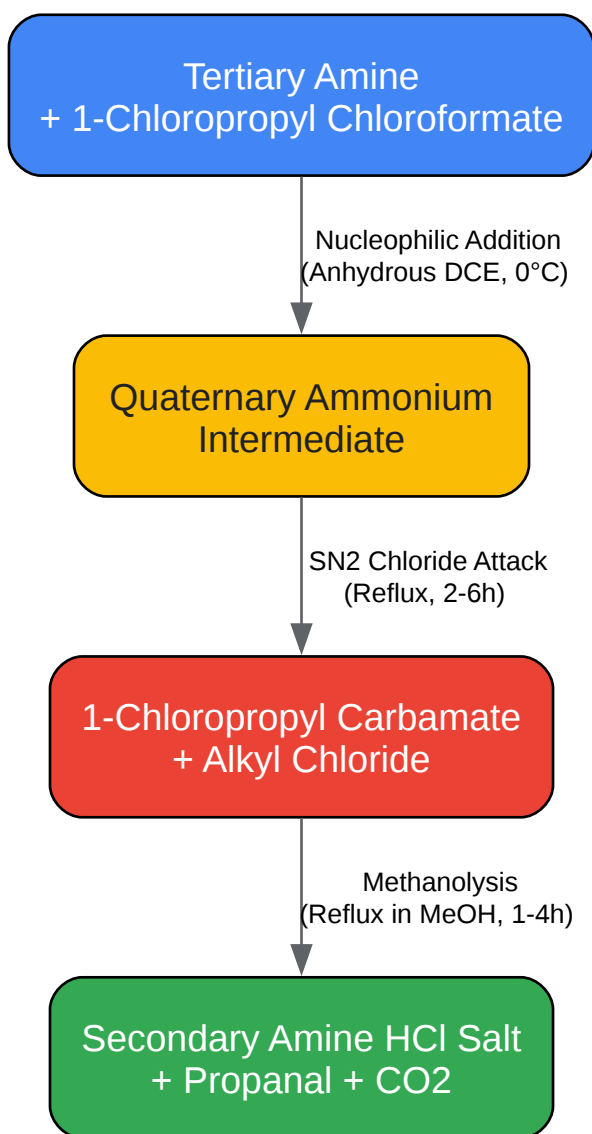 Tertiary Amine
+ 1-Chloropropyl Chloroformate
Nucleophilic Addition
(Anhydrous DCE, 0°C)
Quaternary Ammonium
Intermediate
SN2 Chloride Attack
(Reflux, 2-6h)
1-Chloropropyl Carbamate
+ Alkyl Chloride
Methanolysis
(Reflux in MeOH, 1-4h)
Secondary Amine HCl Salt
+ Propanal + CO2